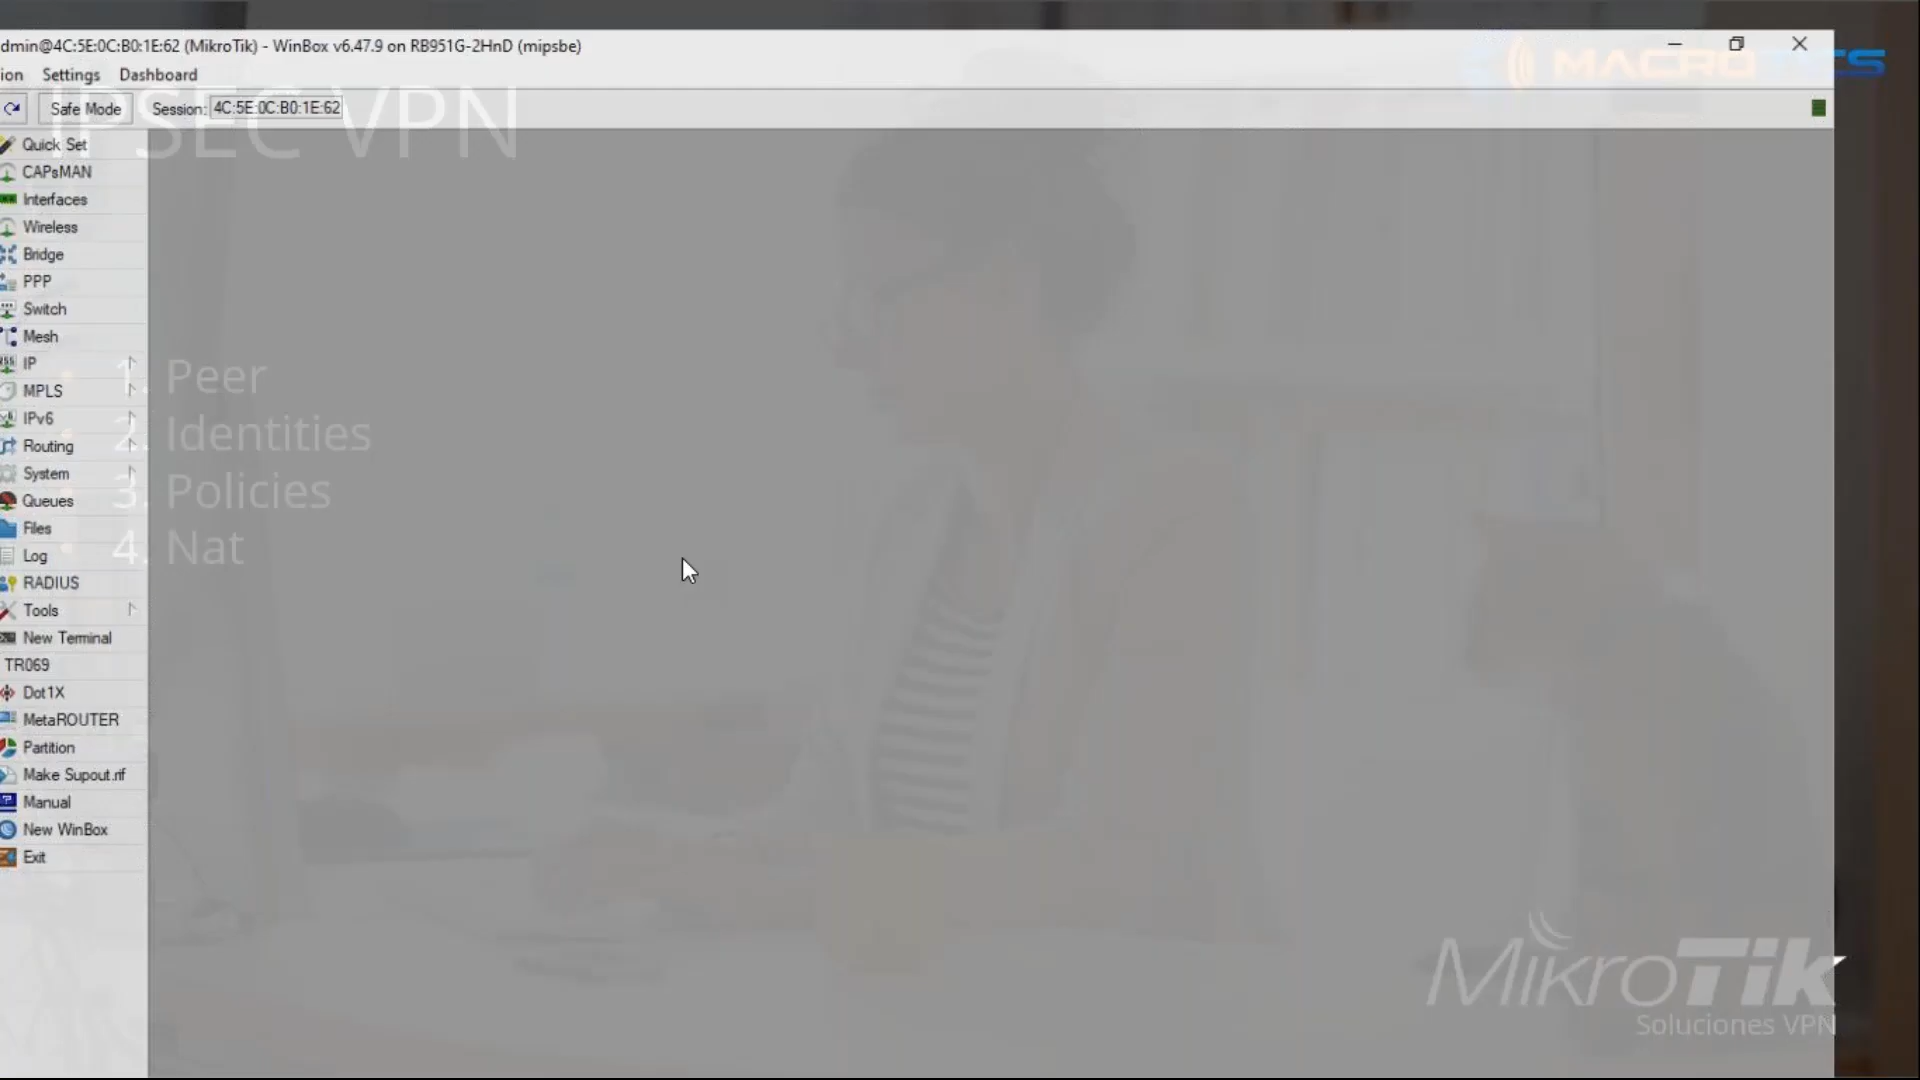 dmin@4C:5E:0C:B0:1E:62 (MikroTik) - WinBox v6.47.9 on RB951G-2HnD (mipsbe)
ion Settings Dashboard
Safe Mode Session: 4C:5E:0C:B0:1E:62
IPSEC VPN
Quick Set
CAPsMAN
Interfaces
Wireless
Bridge
PPP
Switch
Mesh
IP
MPLS
IPv6
Routing
System
Queues
Files
Log
RADIUS
Tools
New Terminal
TR069
Dot1X
MetaROUTER
Partition
Make Supout.rif
Manual
New WinBox
Exit
1. Peer
2. Identities
3. Policies
4. Nat
MikroTik
Soluciones VPN